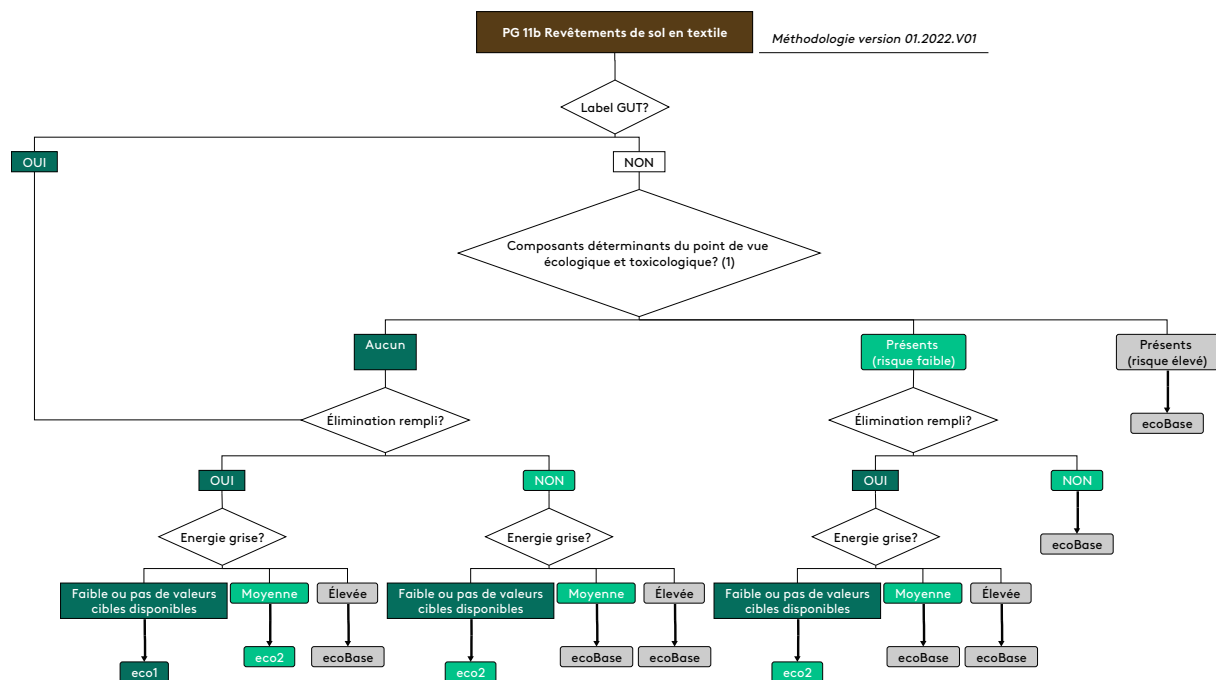 PG 11b Revêtements de sol en textile
Méthodologie version 01.2022.V01
Label GUT?
OUI
NON
Composants déterminants du point de vue
écologique et toxicologique? (1)
Aucun
Présents
(risque faible)
Présents
(risque élevé)
Élimination rempli?
Élimination rempli?
ecoBase
OUI
NON
OUI
NON
Energie grise?
Energie grise?
Energie grise?
ecoBase
Faible ou pas de valeurs
cibles disponibles
Moyenne
Élevée
Faible ou pas de valeurs
cibles disponibles
Moyenne
Élevée
Faible ou pas de valeurs
cibles disponibles
Moyenne
Élevée
eco1
eco2
ecoBase
eco2
ecoBase
ecoBase
eco2
ecoBase
ecoBase